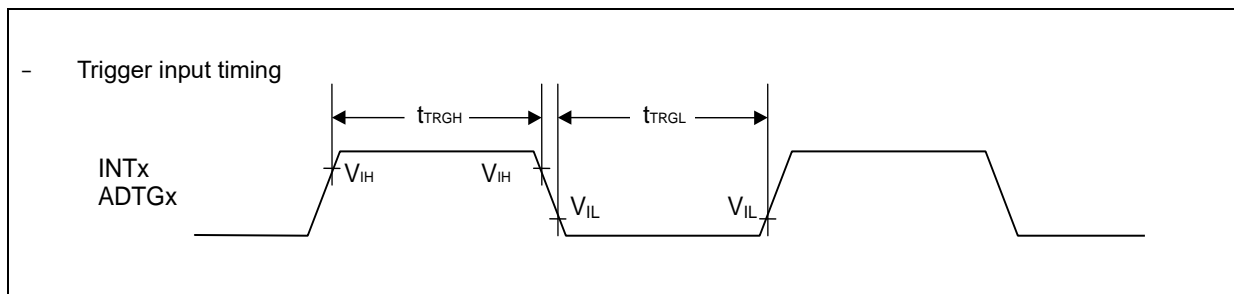 – Trigger input timing
tTRGH
tTRGL
INTx
ADTGx
VIH
VIH
VIL
VIL